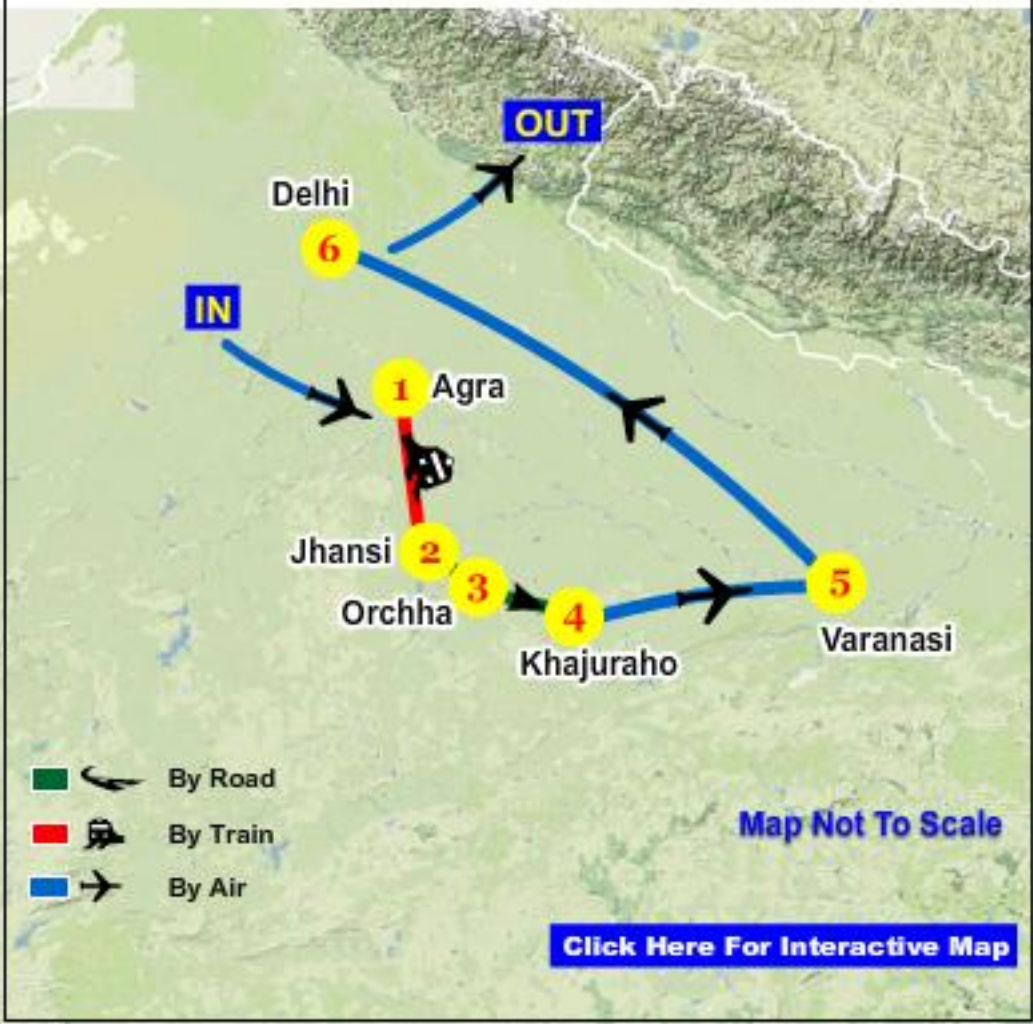 OUT
Delhi
6
IN
1 Agra
Jhansi 2
3
Orchha
4
5
Khajuraho
Varanasi
By Road
By Train
By Air
Map Not To Scale
Click Here For Interactive Map